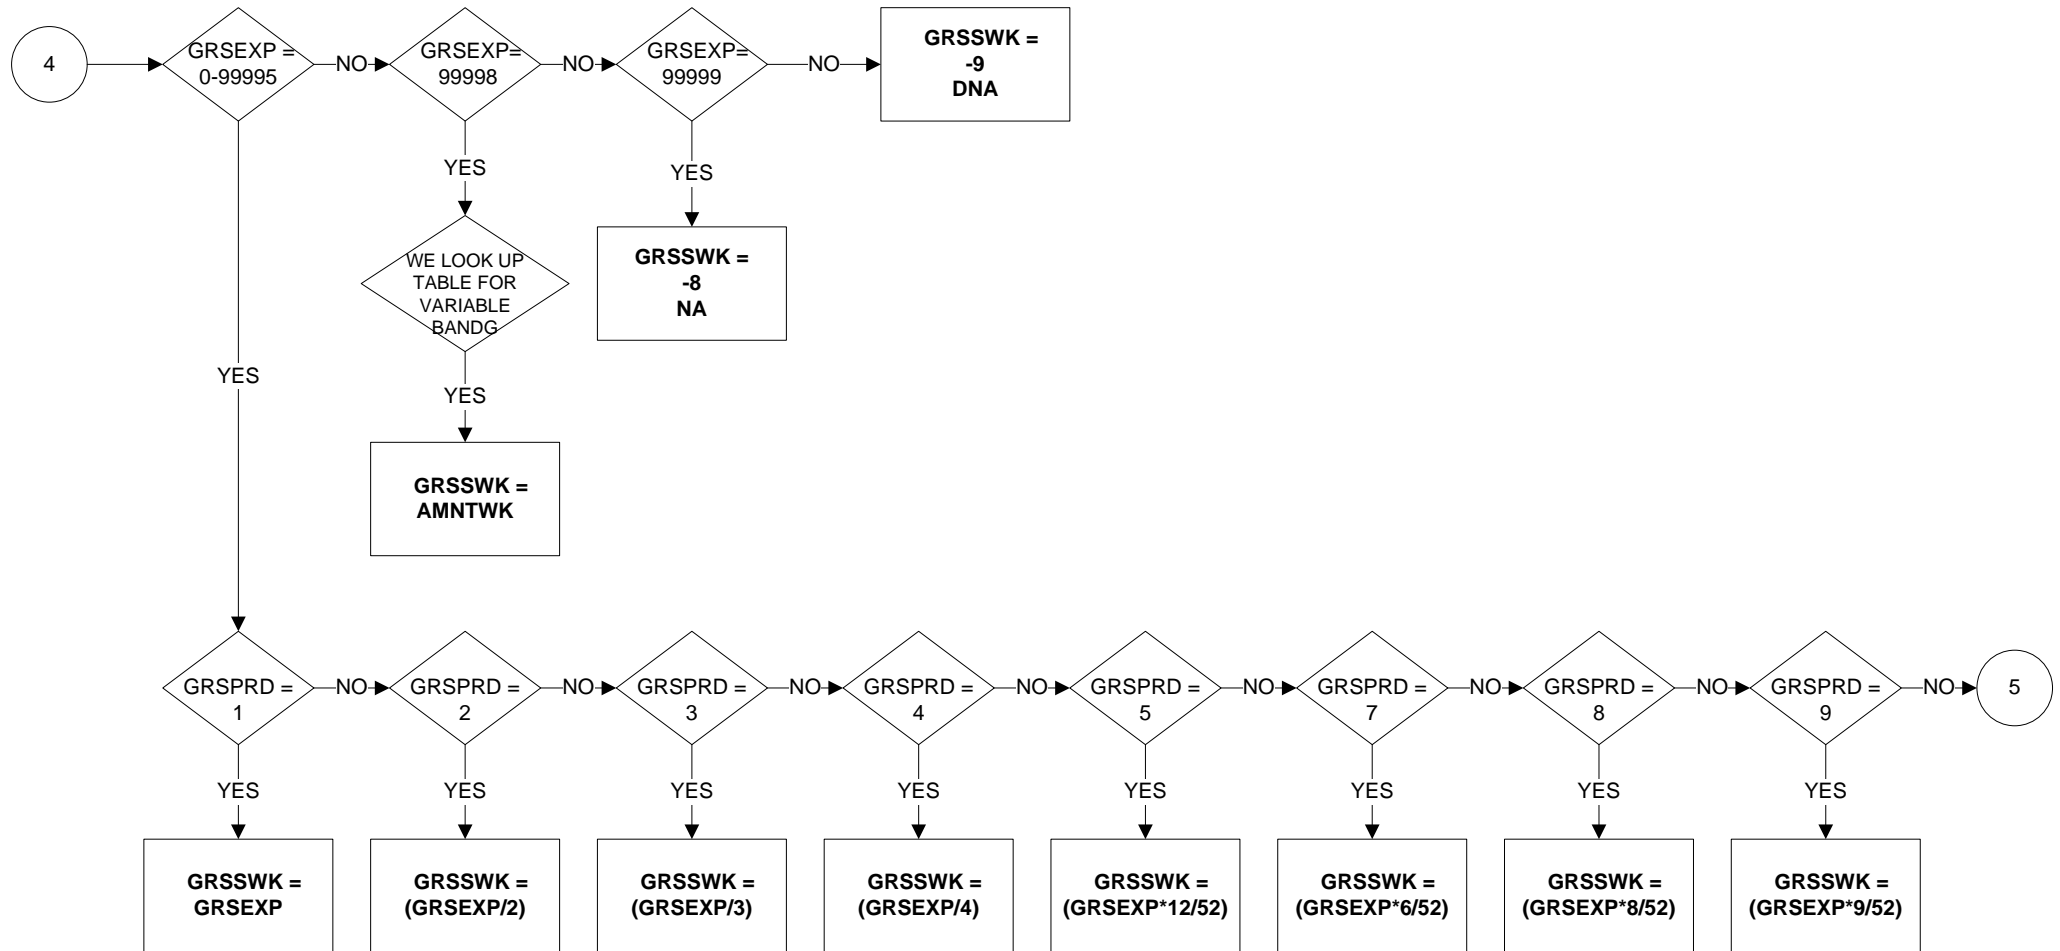 4
GRSEXP =
0-99995
NO
GRSEXP=
99998
NO
GRSEXP=
99999
NO
GRSSWK =
-9
DNA
YES
YES
WE LOOK UP
TABLE FOR
VARIABLE
BANDG
GRSSWK =
-8
NA
YES
YES
GRSSWK =
AMNTWK
GRSPRD =
1
NO
GRSPRD =
2
NO
GRSPRD =
3
NO
GRSPRD =
4
NO
GRSPRD =
5
NO
GRSPRD =
7
NO
GRSPRD =
8
NO
GRSPRD =
9
NO
5
YES
YES
YES
YES
YES
YES
YES
YES
GRSSWK =
GRSEXP
GRSSWK =
(GRSEXP/2)
GRSSWK =
(GRSEXP/3)
GRSSWK =
(GRSEXP/4)
GRSSWK =
(GRSEXP*12/52)
GRSSWK =
(GRSEXP*6/52)
GRSSWK =
(GRSEXP*8/52)
GRSSWK =
(GRSEXP*9/52)